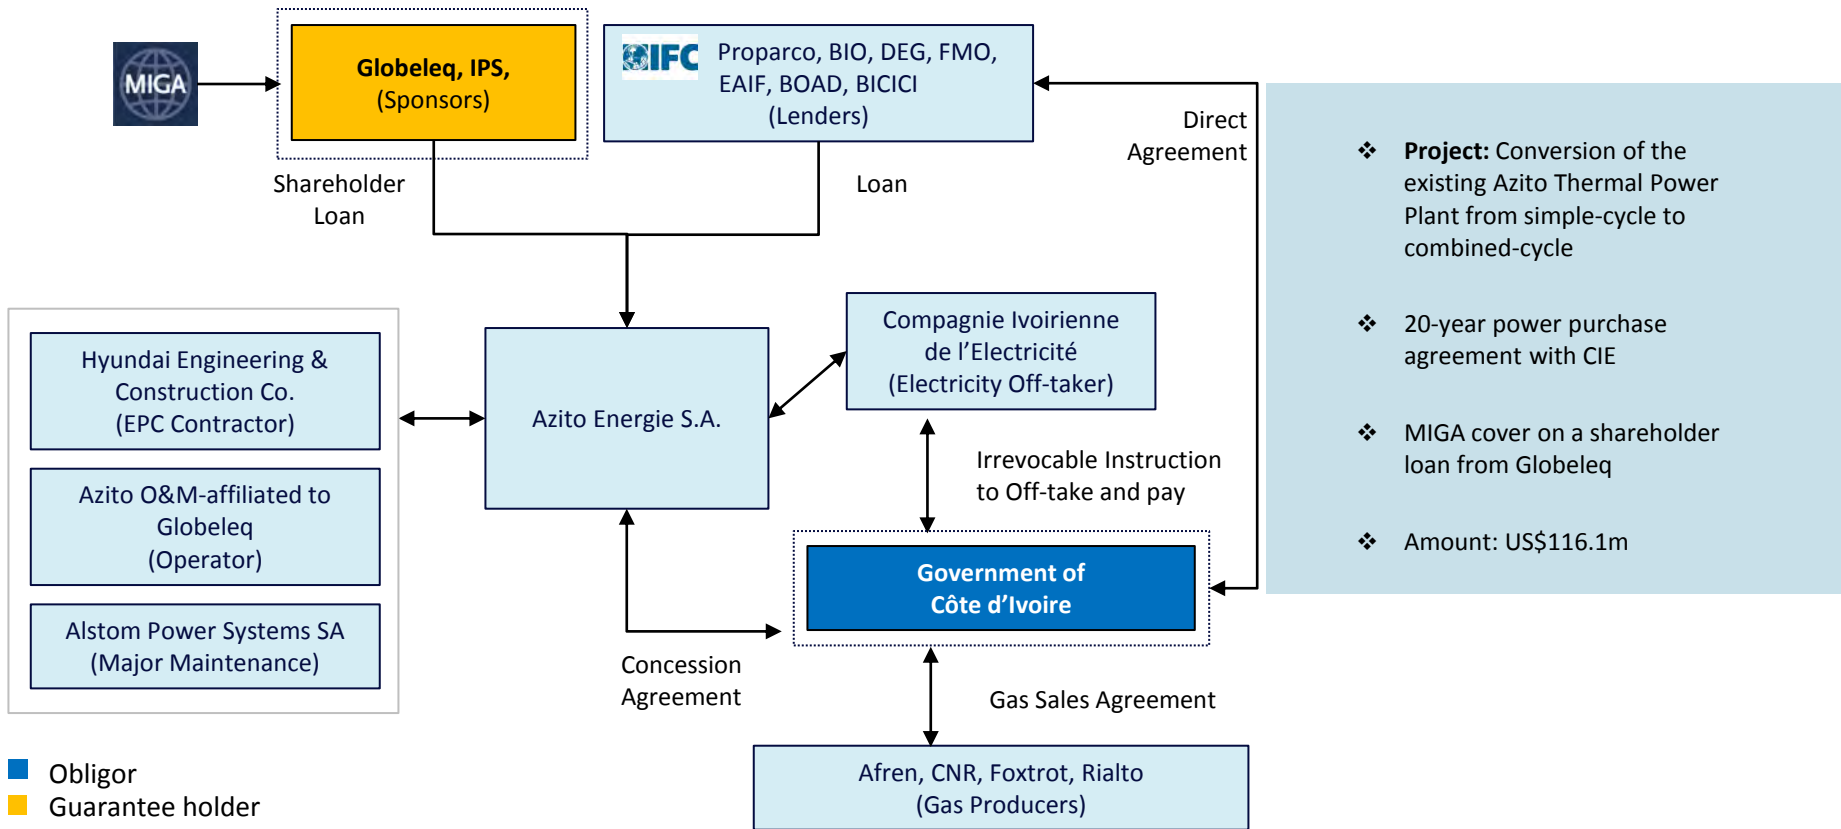 MIGA
Globeleq, IPS,
(Sponsors)
IFC
Proparco, BIO, DEG, FMO,
EAIF, BOAD, BICICI
(Lenders)
Direct
Agreement
Shareholder
Loan
Loan
❖ Project: Conversion of the
existing Azito Thermal Power
Plant from simple-cycle to
combined-cycle
❖ 20-year power purchase
agreement with CIE
❖ MIGA cover on a shareholder
loan from Globeleq
❖ Amount: US$116.1m
Hyundai Engineering &
Construction Co.
(EPC Contractor)
Azito O&M-affiliated to
Globeleq
(Operator)
Alstom Power Systems SA
(Major Maintenance)
Azito Energie S.A.
Compagnie Ivoirienne
de l’Electricité
(Electricity Off-taker)
Irrevocable Instruction
to Off-take and pay
Government of
Côte d’Ivoire
Concession
Agreement
Gas Sales Agreement
Afren, CNR, Foxtrot, Rialto
(Gas Producers)
Obligor
Guarantee holder